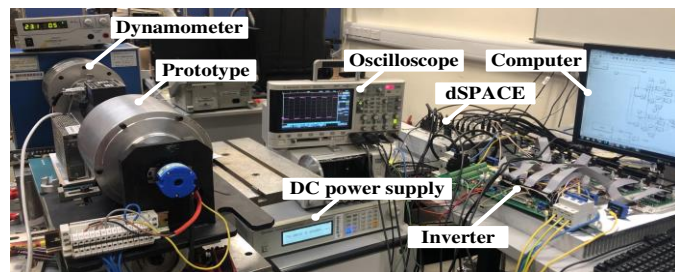 Dynamometer
Prototype
Oscilloscope
Computer
dSPACE
DC power supply
Inverter